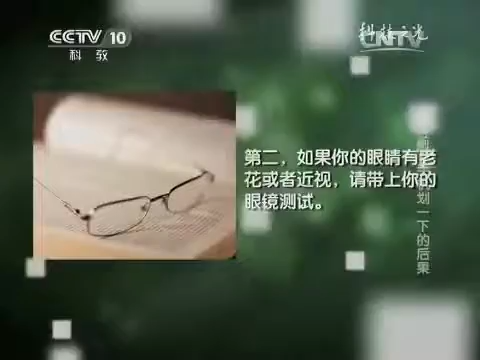 CCTV 10
科教
科技之光
CNTV
第二，如果你的眼睛有老
花或者近视，请带上你的
眼镜测试。
划一下的后果